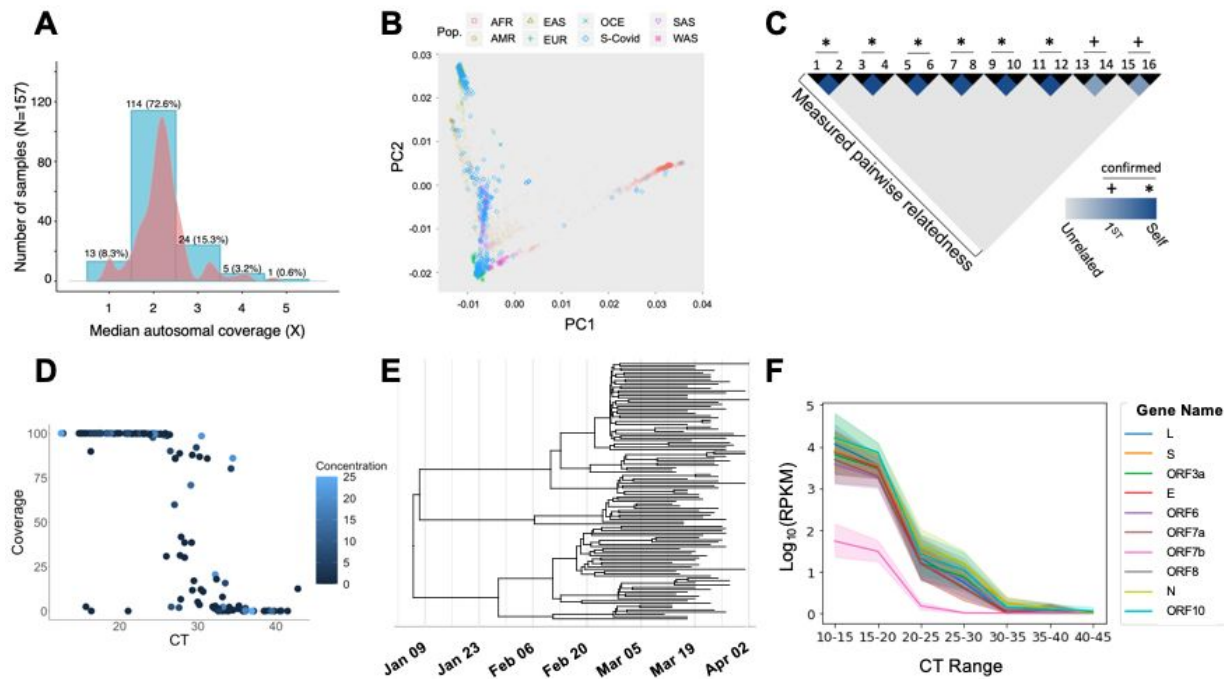 A
Number of samples (N=157)
120
80
40
0
13 (8.3%)
114 (72.6%)
24 (15.3%)
5 (3.2%)
1 (0.6%)
1 2 3 4 5
Median autosomal coverage (X)
B
Pop.
AFR EAS OCE SAS
AMR EUR S-Covid WAS
PC2
0.03
0.02
0.01
0.00
-0.01
-0.02
-0.01 0.00 0.01 0.02 0.03 0.04
PC1
C
* * * * * * + +
1 2 3 4 5 6 7 8 9 10 11 12 13 14 15 16
Measured pairwise relatedness
confirmed
+ *
Unrelated
1ST
Self
D
Coverage
100
75
50
25
0
20 30 40
CT
Concentration
25
20
15
10
5
0
E
Jan 09
Jan 23
Feb 06
Feb 20
Mar 05
Mar 19
Apr 02
F
Log10(RPKM)
5
4
3
2
1
0
10-15 15-20 20-25 25-30 30-35 35-40 40-45
CT Range
Gene Name
L
S
ORF3a
E
ORF6
ORF7a
ORF7b
ORF8
N
ORF10